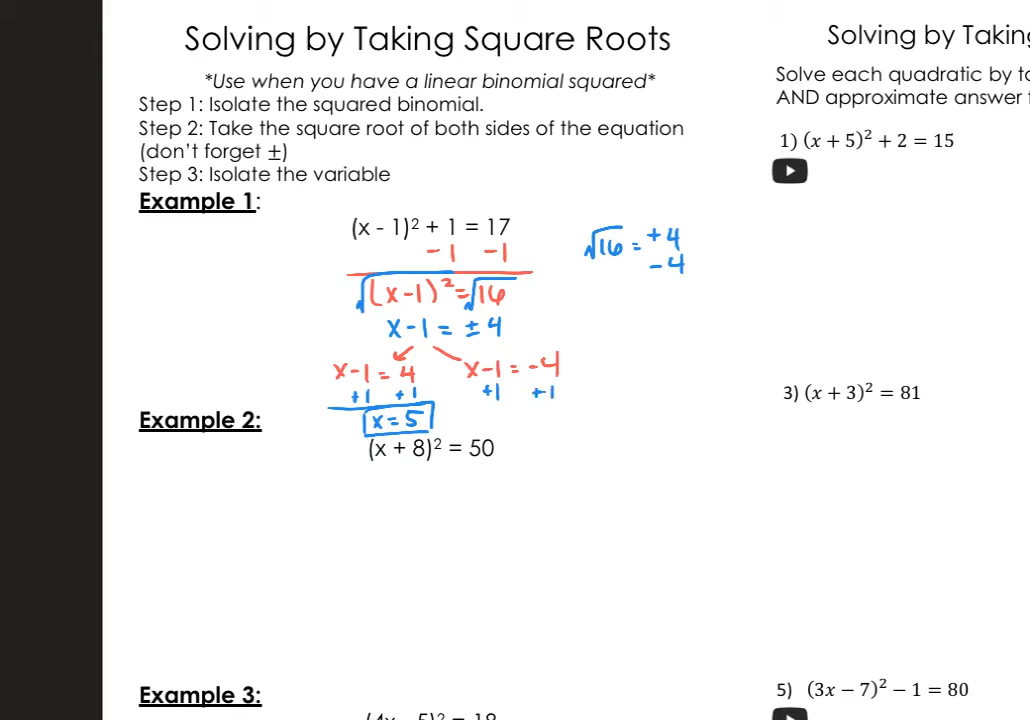 Solving by Taking Square Roots
*Use when you have a linear binomial squared*
Step 1: Isolate the squared binomial.
Step 2: Take the square root of both sides of the equation
(don't forget ±)
Step 3: Isolate the variable
Example 1:
(x - 1)² + 1 = 17
- 1 - 1
√(x-1)² = √16
x - 1 = ± 4
x - 1 = 4 x - 1 = -4
+1 +1 +1 +1
x = 5
√16 = +4
-4
Example 2:
(x + 8)² = 50
Example 3:
Solving by Taking
Solve each quadratic by
AND approximate answer
1) (x + 5)² + 2 = 15
3) (x + 3)² = 81
5) (3x − 7)² − 1 = 80